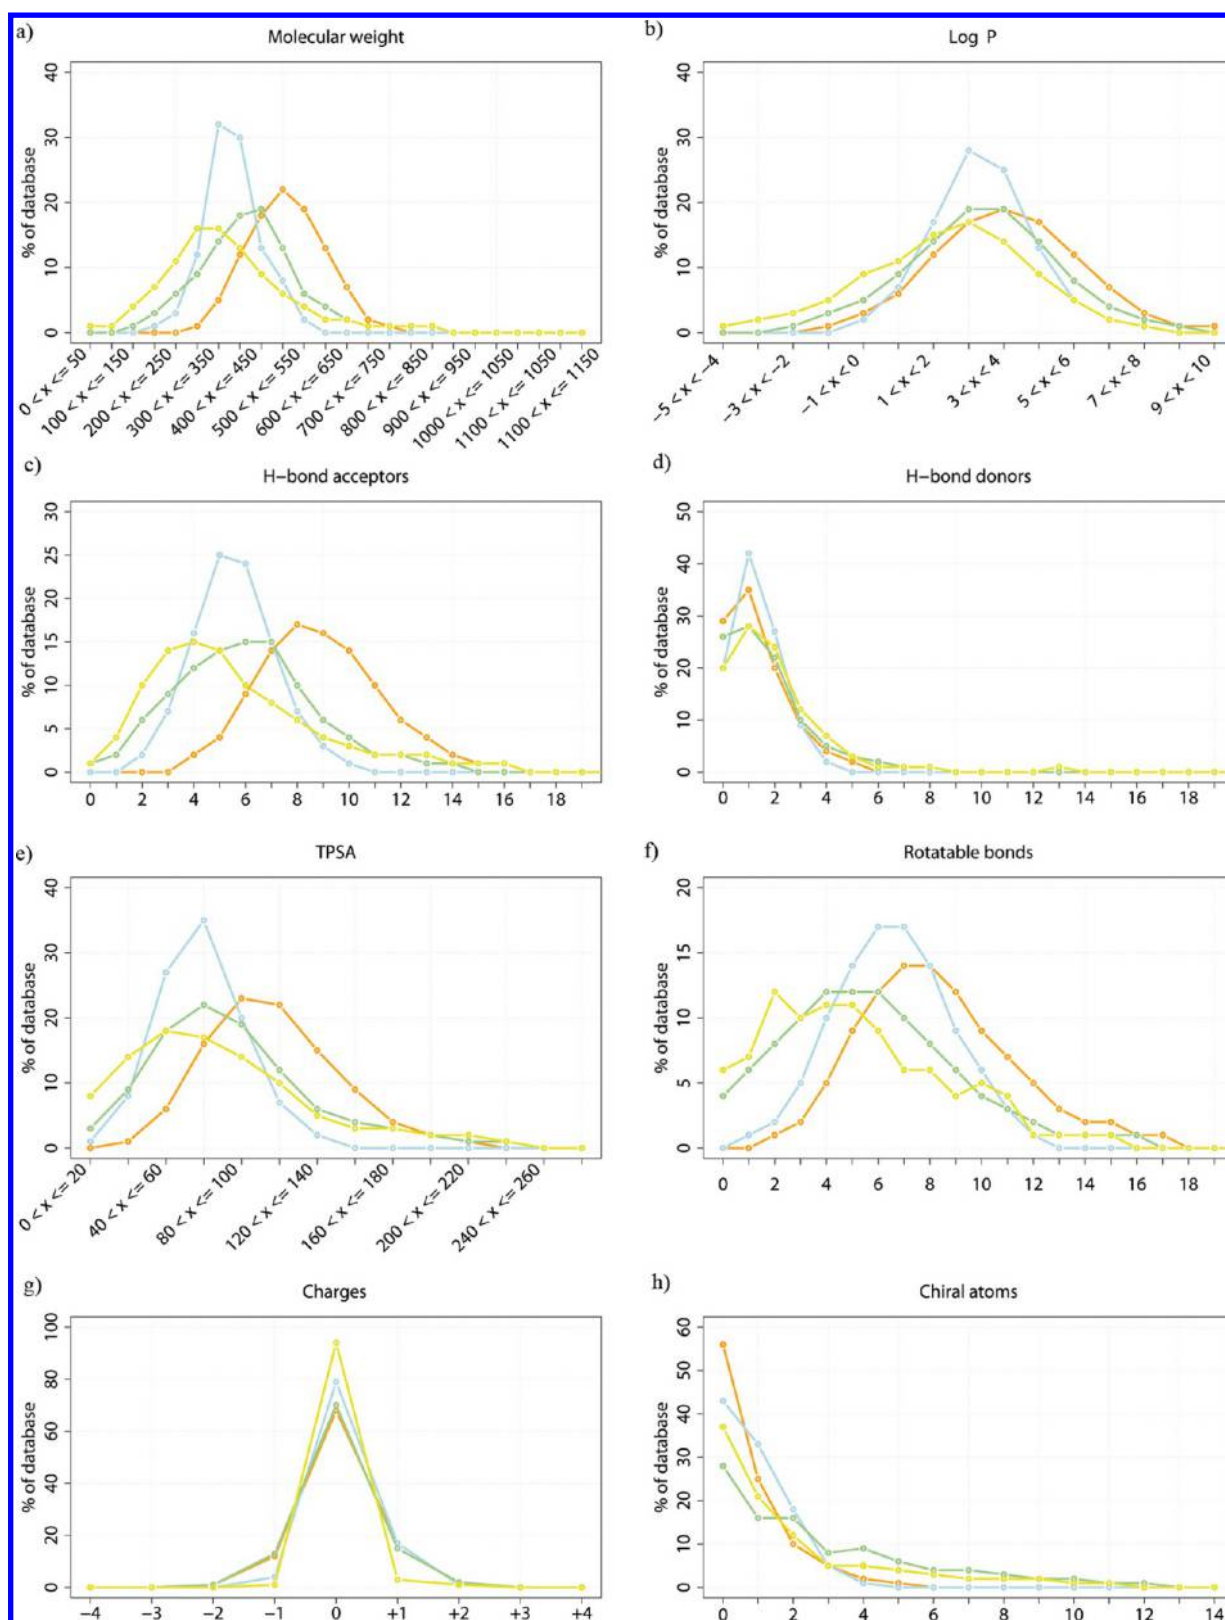 a)
Molecular weight
% of database
40
30
20
10
0
0 < x <= 50
100 < x <= 150
200 < x <= 250
300 < x <= 350
400 < x <= 450
500 < x <= 550
600 < x <= 650
700 < x <= 750
800 < x <= 850
900 < x <= 950
1000 < x <= 1050
1100 < x <= 1050
1100 < x <= 1150
b)
Log P
% of database
40
30
20
10
0
−5 < x < −4
−3 < x < −2
−1 < x < 0
1 < x < 2
3 < x < 4
5 < x < 6
7 < x < 8
9 < x < 10
c)
H−bond acceptors
% of database
30
25
20
15
10
5
0
0 2 4 6 8 10 12 14 16 18
d)
H−bond donors
% of database
50
40
30
20
10
0
0 2 4 6 8 10 12 14 16 18
e)
TPSA
% of database
40
30
20
10
0
0 < x <= 20
40 < x <= 60
80 < x <= 100
120 < x <= 140
160 < x <= 180
200 < x <= 220
240 < x <= 260
f)
Rotatable bonds
% of database
20
15
10
5
0
0 2 4 6 8 10 12 14 16 18
g)
Charges
% of database
100
80
60
40
20
0
−4 −3 −2 −1 0 +1 +2 +3 +4
h)
Chiral atoms
% of database
60
50
40
30
20
10
0
0 2 4 6 8 10 12 14